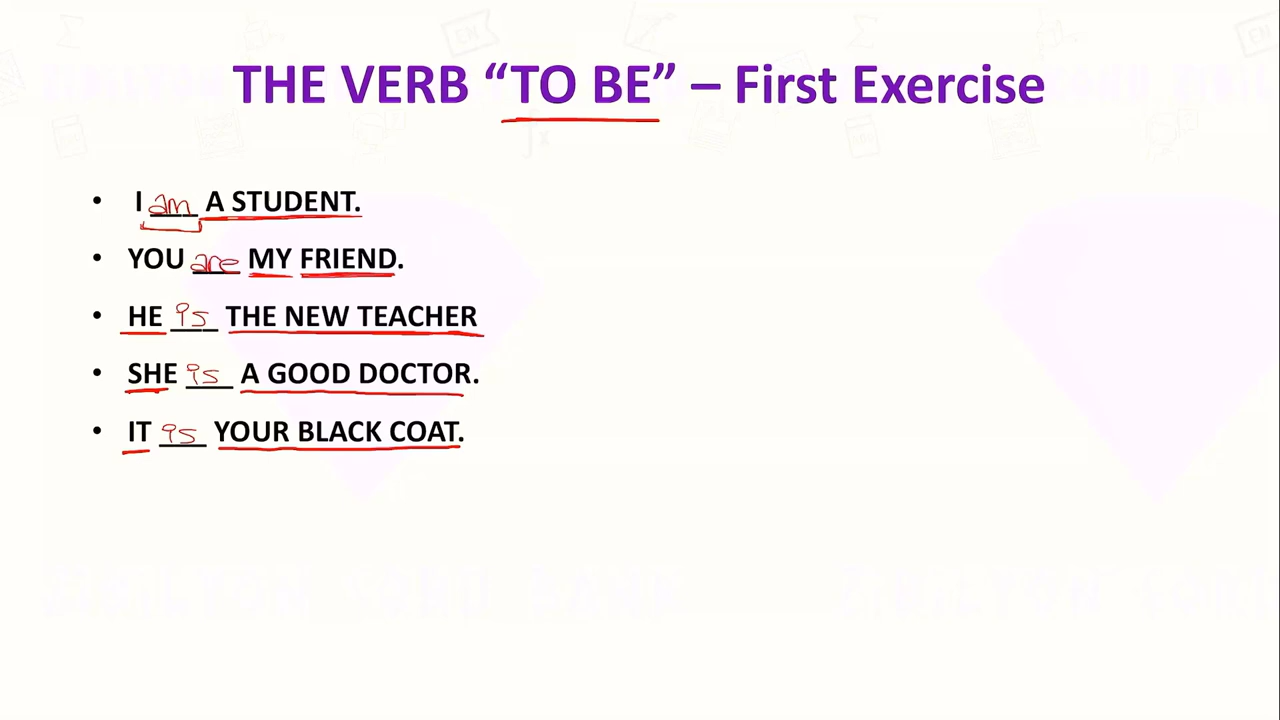 THE VERB “TO BE” – First Exercise
• I am A STUDENT.
• YOU are MY FRIEND.
• HE is THE NEW TEACHER
• SHE is A GOOD DOCTOR.
• IT is YOUR BLACK COAT.